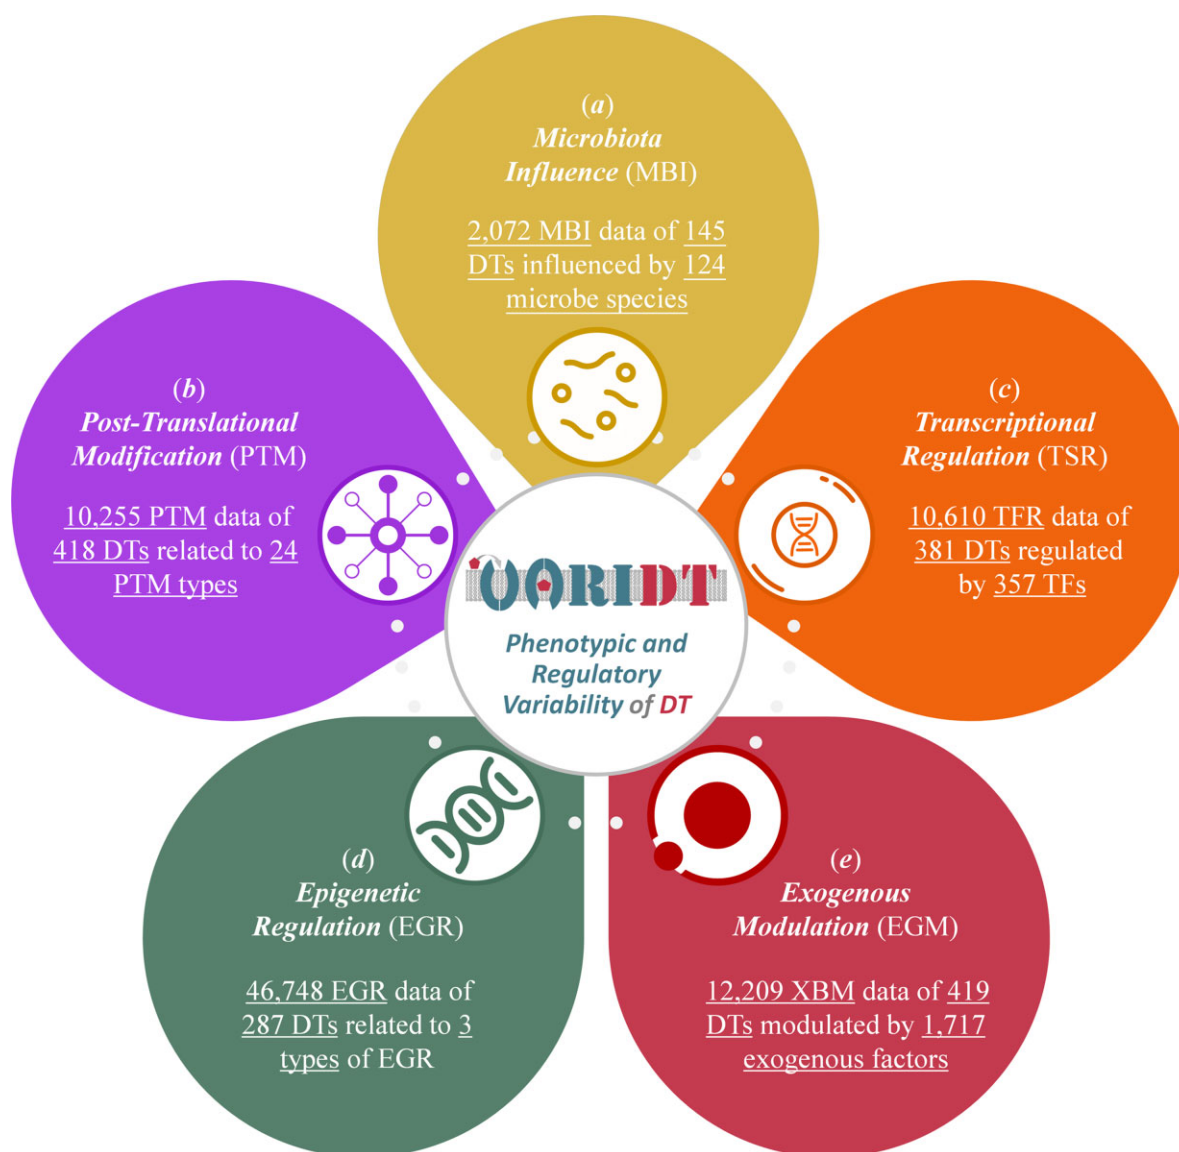 (a)
Microbiota
Influence (MBI)
2,072 MBI data of 145
DTs influenced by 124
microbe species
(b)
Post-Translational
Modification (PTM)
10,255 PTM data of
418 DTs related to 24
PTM types
(c)
Transcriptional
Regulation (TSR)
10,610 TFR data of
381 DTs regulated
by 357 TFs
VARIDT
Phenotypic and
Regulatory
Variability of DT
(d)
Epigenetic
Regulation (EGR)
46,748 EGR data of
287 DTs related to 3
types of EGR
(e)
Exogenous
Modulation (EGM)
12,209 XBM data of 419
DTs modulated by 1,717
exogenous factors